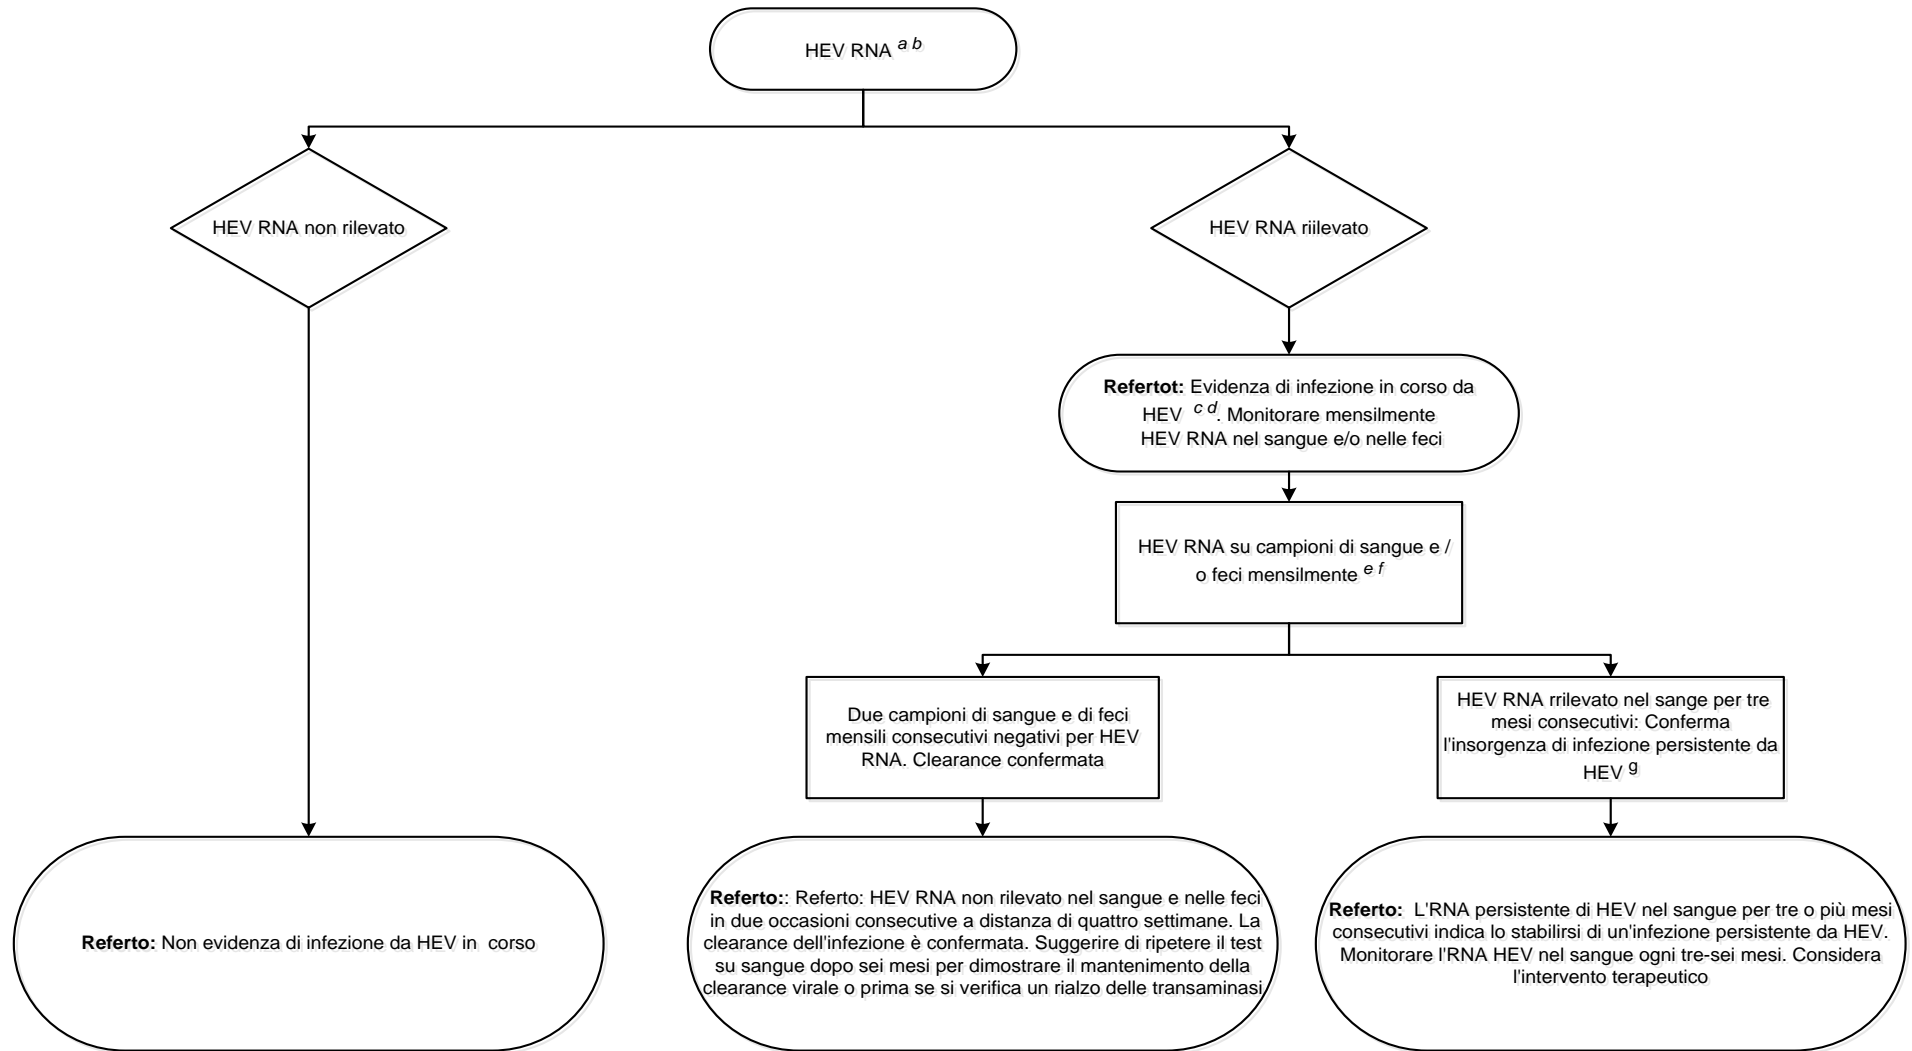 HEV RNA a b
HEV RNA non rilevato
HEV RNA riilevato
Refertot: Evidenza di infezione in corso da
HEV c d. Monitorare mensilmente
HEV RNA nel sangue e/o nelle feci
HEV RNA su campioni di sangue e /
o feci mensilmente e f
Due campioni di sangue e di feci
mensili consecutivi negativi per HEV
RNA. Clearance confermata
HEV RNA rrilevato nel sange per tre
mesi consecutivi: Conferma
l'insorgenza di infezione persistente da
HEV g
Referto: Non evidenza di infezione da HEV in corso
Referto:: Referto: HEV RNA non rilevato nel sangue e nelle feci
in due occasioni consecutive a distanza di quattro settimane. La
clearance dell'infezione è confermata. Suggerire di ripetere il test
su sangue dopo sei mesi per dimostrare il mantenimento della
clearance virale o prima se si verifica un rialzo delle transaminasi
Referto: L'RNA persistente di HEV nel sangue per tre o più mesi
consecutivi indica lo stabilirsi di un'infezione persistente da HEV.
Monitorare l'RNA HEV nel sangue ogni tre-sei mesi. Considera
l'intervento terapeutico